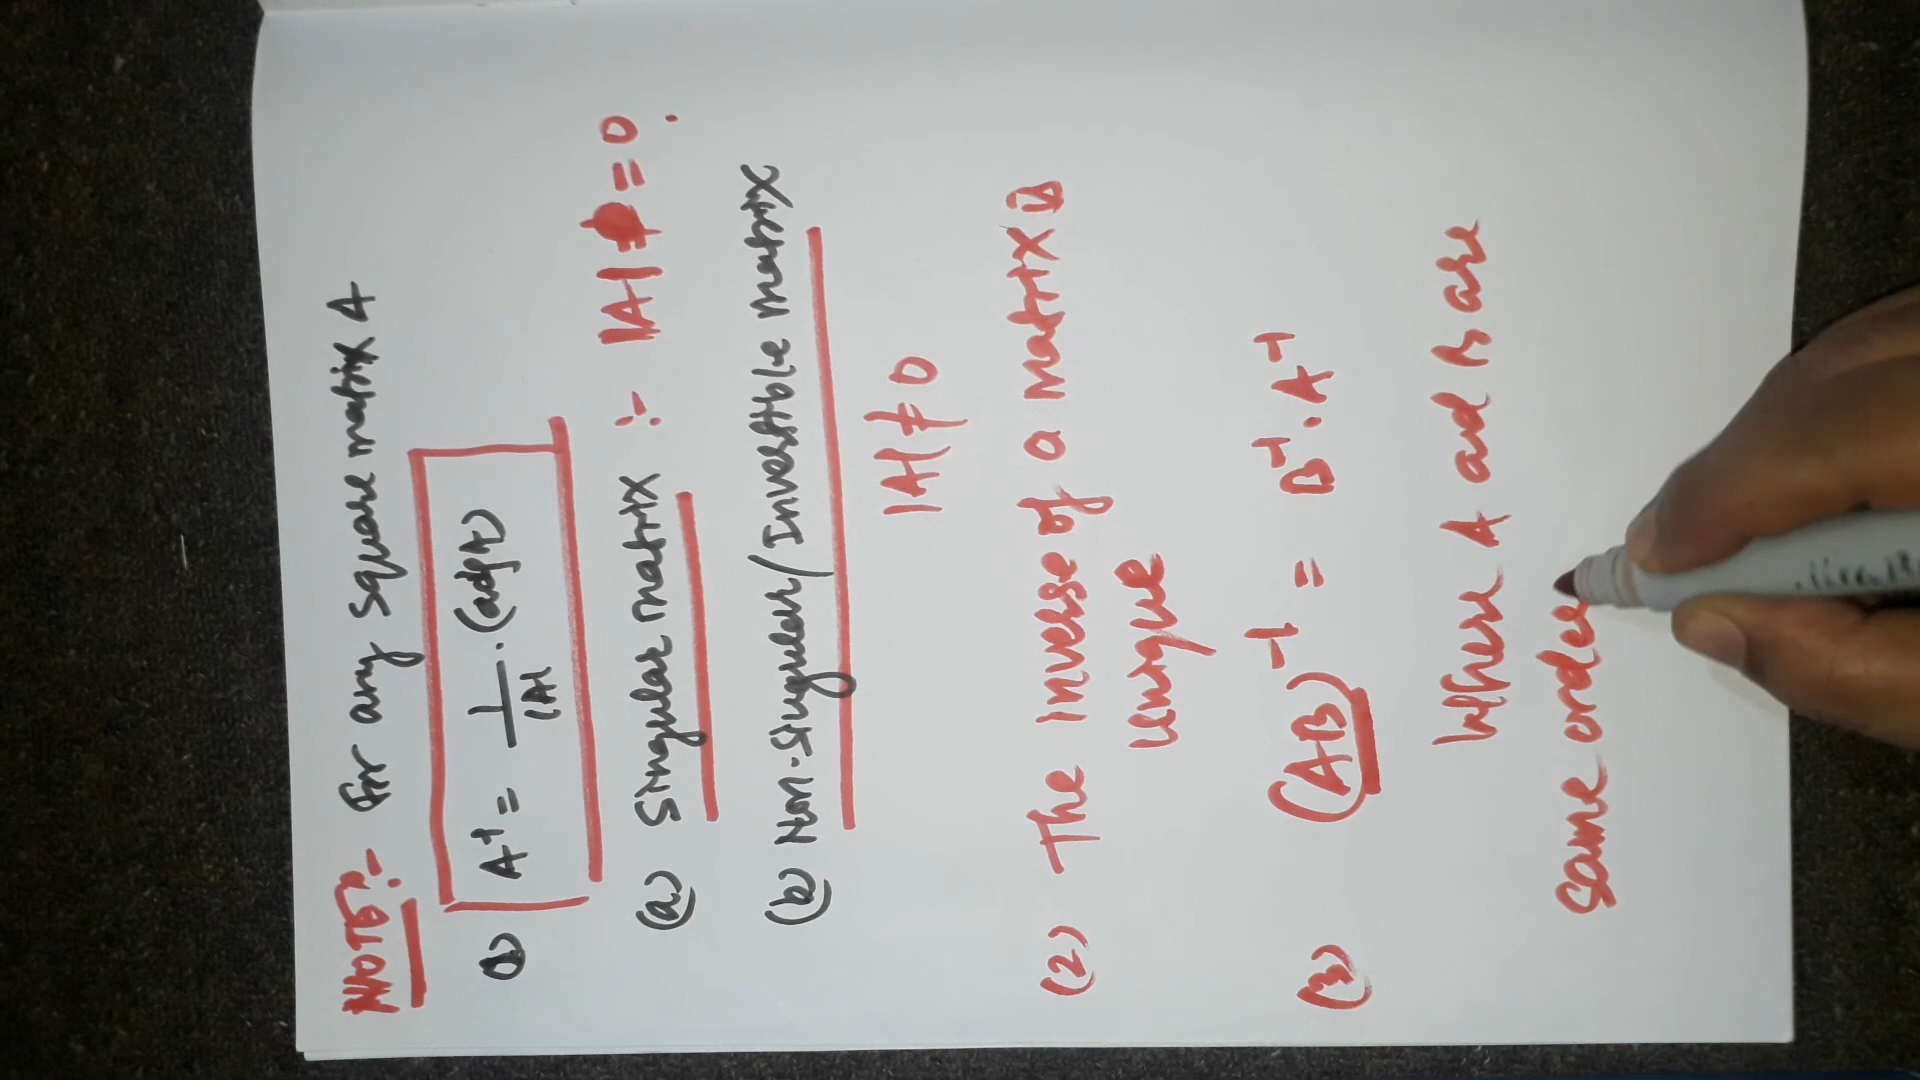 NOTE:- For any square matrix A
(1) A⁻¹ = 1/|A| . (adj A)
(a) Singular matrix :- |A| = 0.
(b) Non-Singular/Invertible matrix
|A| ≠ 0
(2) The inverse of a matrix is
unique
(3) (AB)⁻¹ = B⁻¹ . A⁻¹
Where A and B are
same order